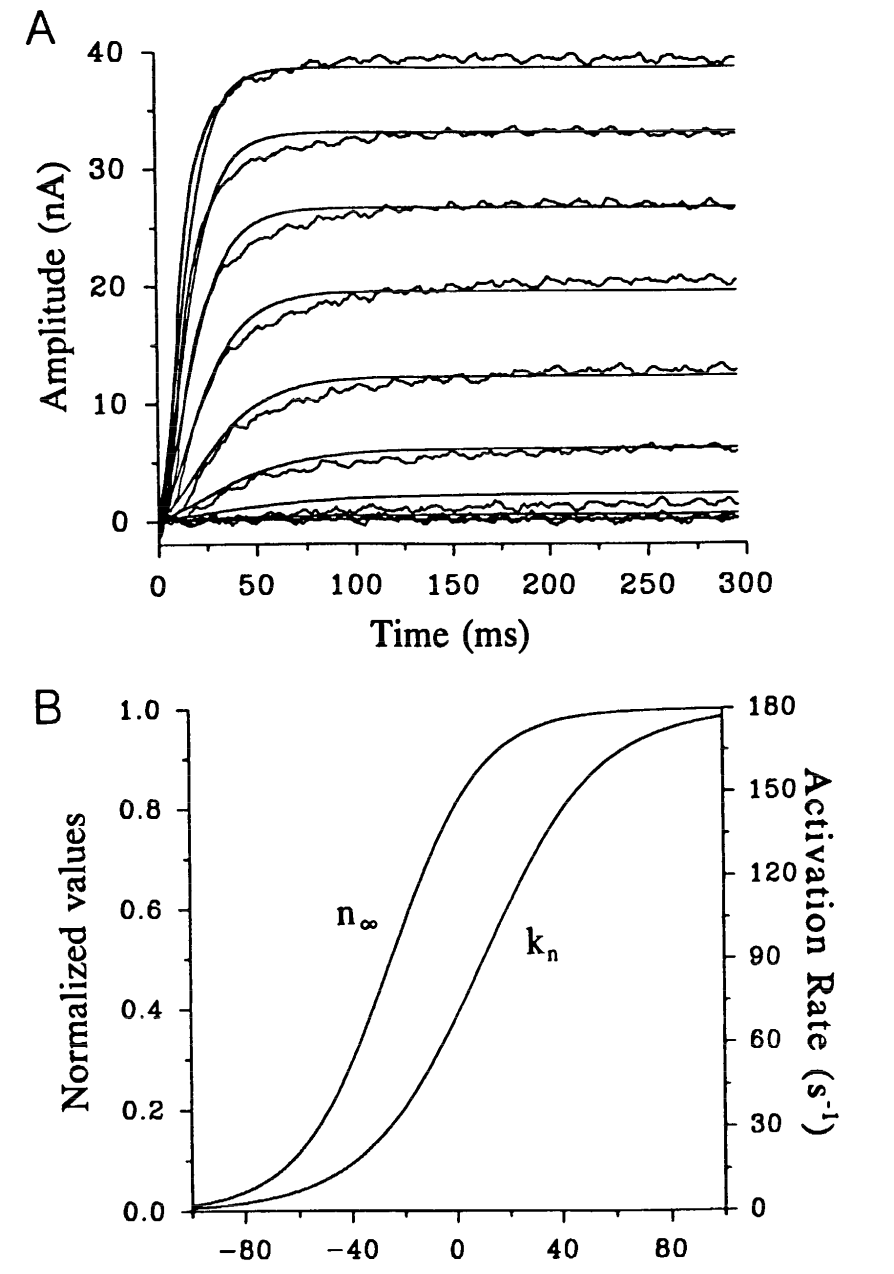 A
40
30
20
10
0
Amplitude (nA)
0 50 100 150 200 250 300
Time (ms)
B
1.0
0.8
0.6
0.4
0.2
0.0
Normalized values
n∞
kn
180
150
120
90
60
30
0
Activation Rate (s-1)
-80 -40 0 40 80